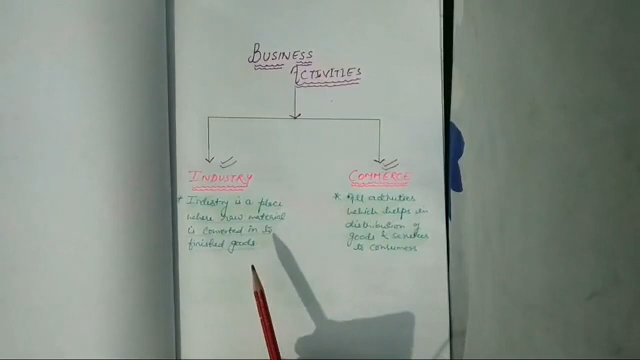 BUSINESS
ACTIVITIES
INDUSTRY
* Industry is a place
where raw material
is converted in to
finished goods
COMMERCE
* All activities
which helps in
distribution of
goods & services
to consumers